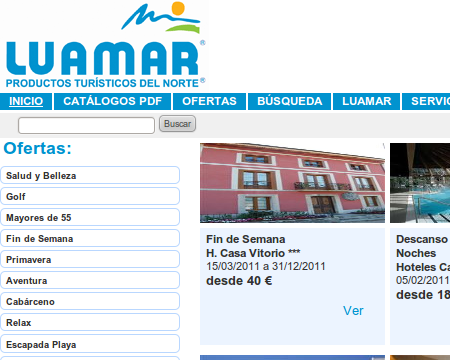 LUAMAR®
PRODUCTOS TURÍSTICOS DEL NORTE®
INICIO CATÁLOGOS PDF OFERTAS BÚSQUEDA LUAMAR SERVIC
Buscar
Ofertas:
Salud y Belleza
Golf
Mayores de 55
Fin de Semana
Primavera
Aventura
Cabárceno
Relax
Escapada Playa
Fin de Semana
H. Casa Vitorio ***
15/03/2011 a 31/12/2011
desde 40 €
Ver
Descanso
Noches
Hoteles Ca
05/02/2011
desde 18